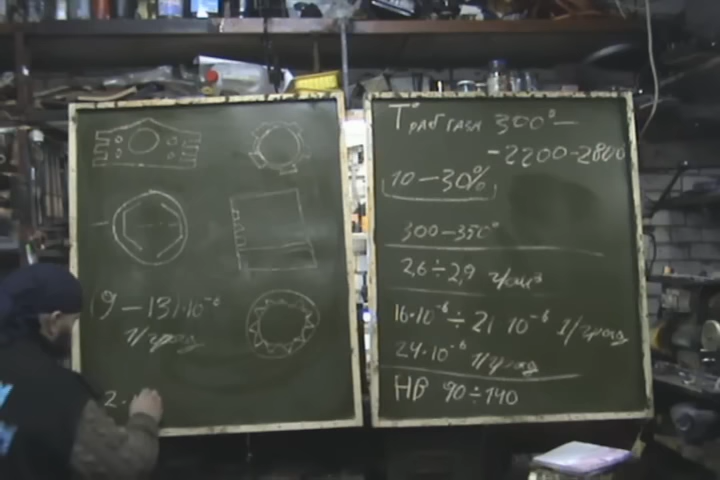 (9 – 13)·10⁻⁶
1/град
2.
T° раб газа 300° –
- 2200 - 2800
10 – 30%
300 – 350°
2,6 ÷ 2,9 г/см³
16·10⁻⁶ ÷ 21 10⁻⁶ 1/град
24·10⁻⁶ 1/град
НВ 90 ÷ 140